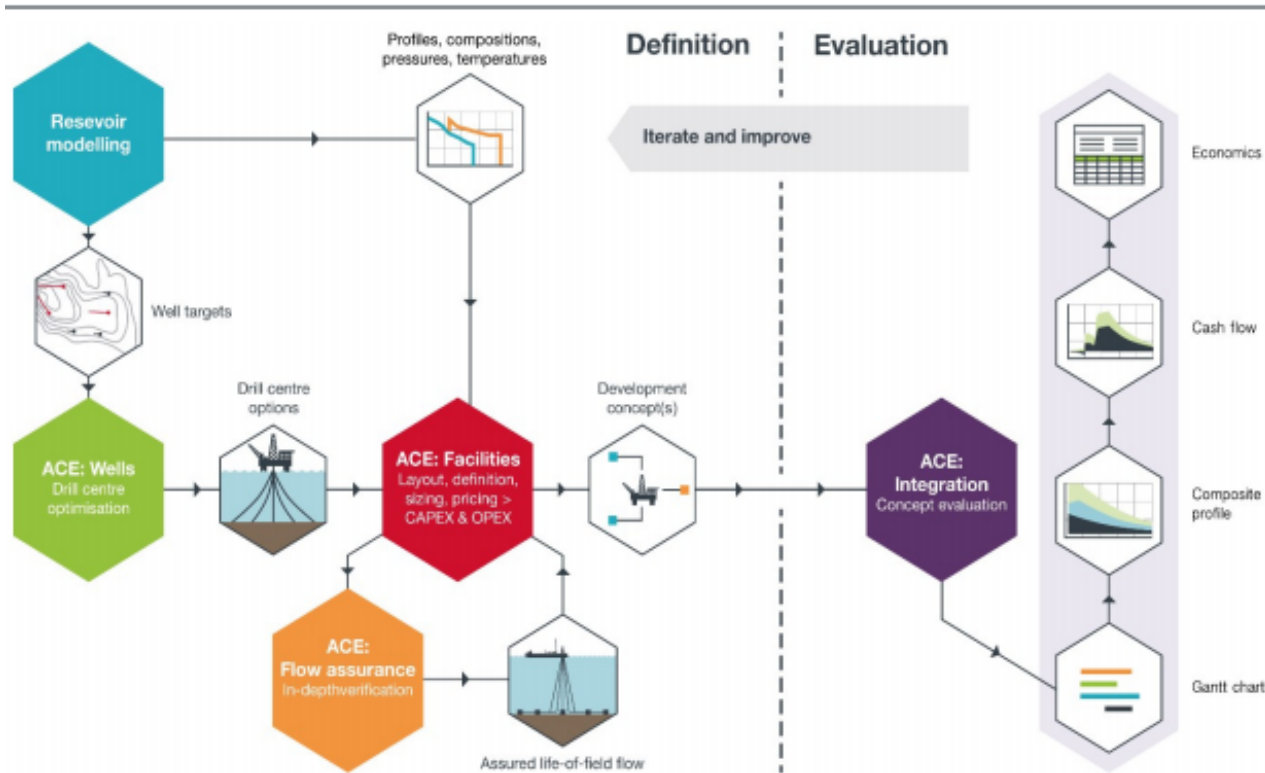 Profiles, compositions,
pressures, temperatures
Definition
Evaluation
Resevoir
modelling
Iterate and improve
Economics
Well targets
Cash flow
Drill centre
options
Development
concept(s)
ACE: Wells
Drill centre
optimisation
ACE: Facilities
Layout, definition,
sizing, pricing >
CAPEX & OPEX
ACE:
Integration
Concept evaluation
Composite
profile
ACE:
Flow assurance
In-depthverification
Gantt chart
Assured life-of-field flow